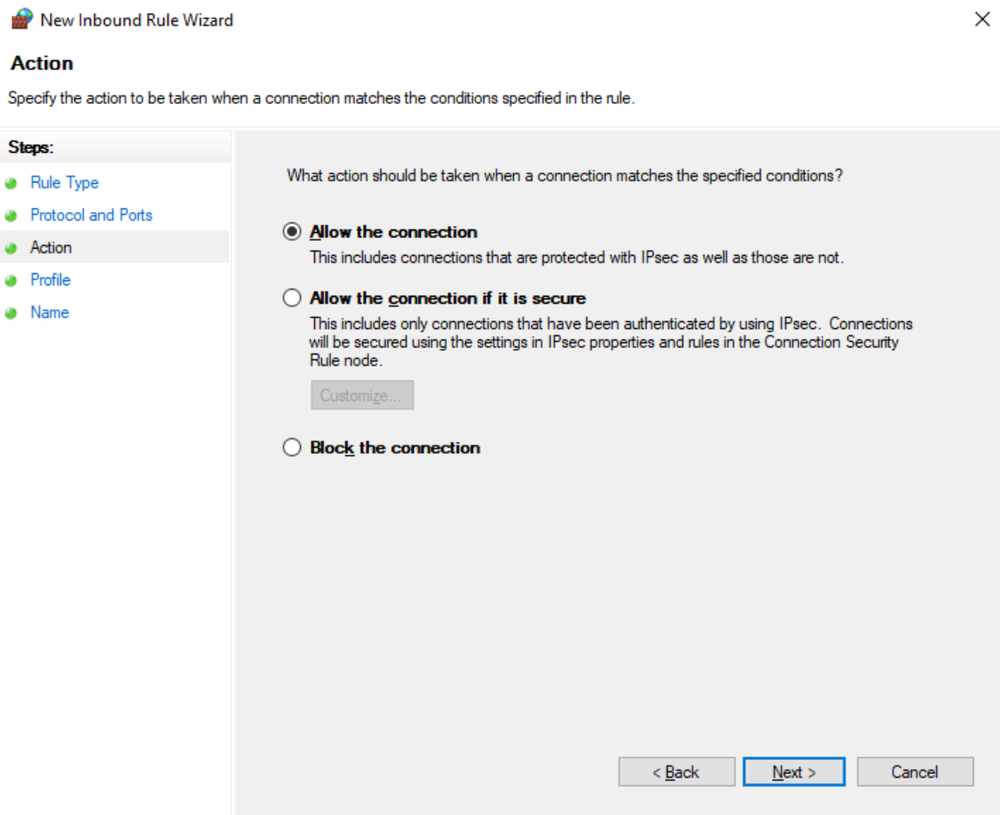 New Inbound Rule Wizard
Action
Specify the action to be taken when a connection matches the conditions specified in the rule.
Steps:
Rule Type
Protocol and Ports
Action
Profile
Name
What action should be taken when a connection matches the specified conditions?
Allow the connection
This includes connections that are protected with IPsec as well as those are not.
Allow the connection if it is secure
This includes only connections that have been authenticated by using IPsec. Connections
will be secured using the settings in IPsec properties and rules in the Connection Security
Rule node.
Customize...
Block the connection
< Back
Next >
Cancel